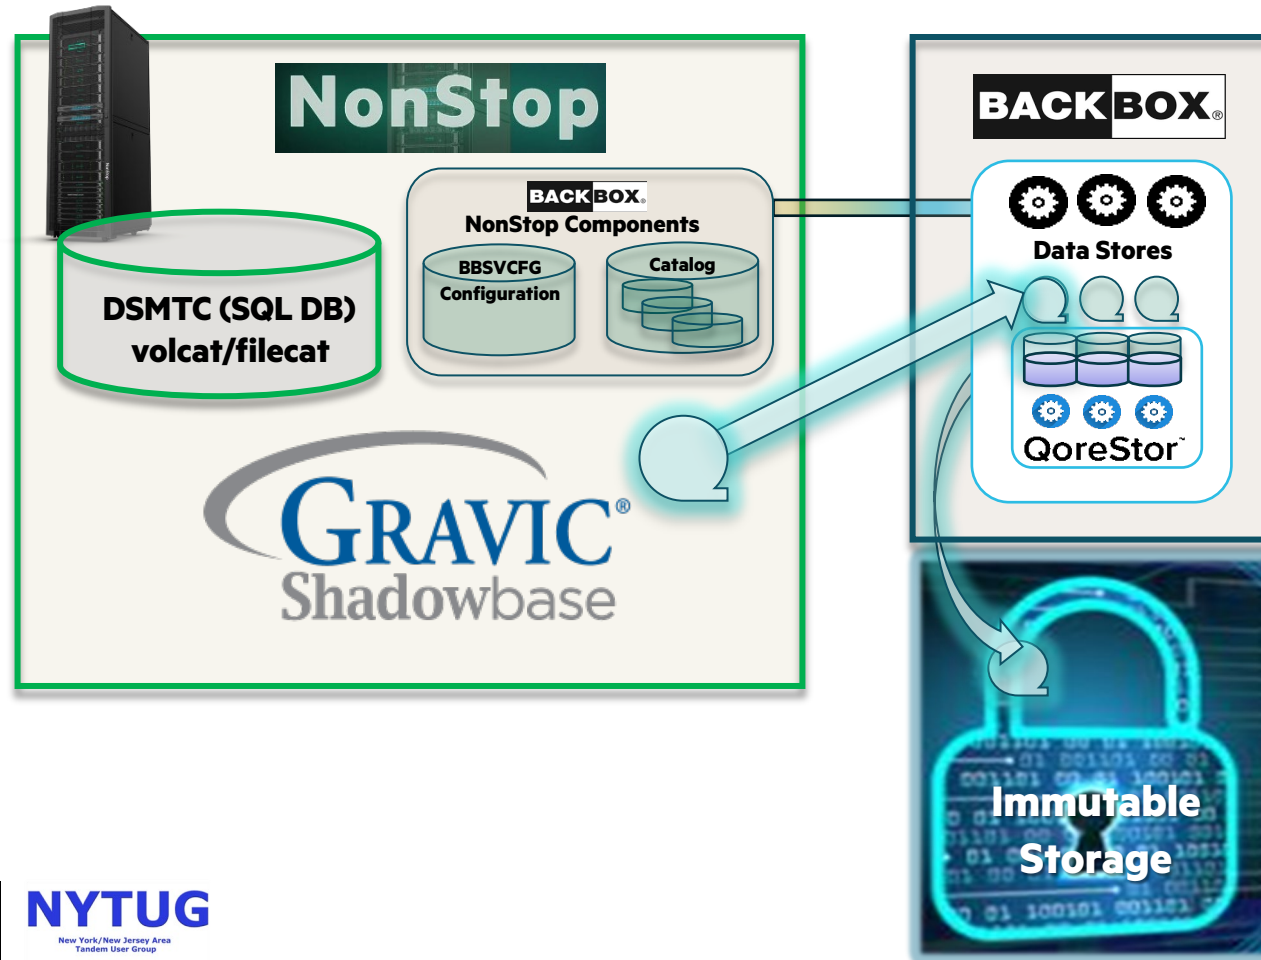 NonStop
BACKBOX®
BACKBOX.
NonStop Components
BBSVCFG
Configuration
Catalog
DSMTC (SQL DB)
volcat/filecat
Data Stores
QoreStor™
GRAVIC®
Shadowbase
Immutable
Storage
NYTUG
New York/New Jersey Area
Tandem User Group